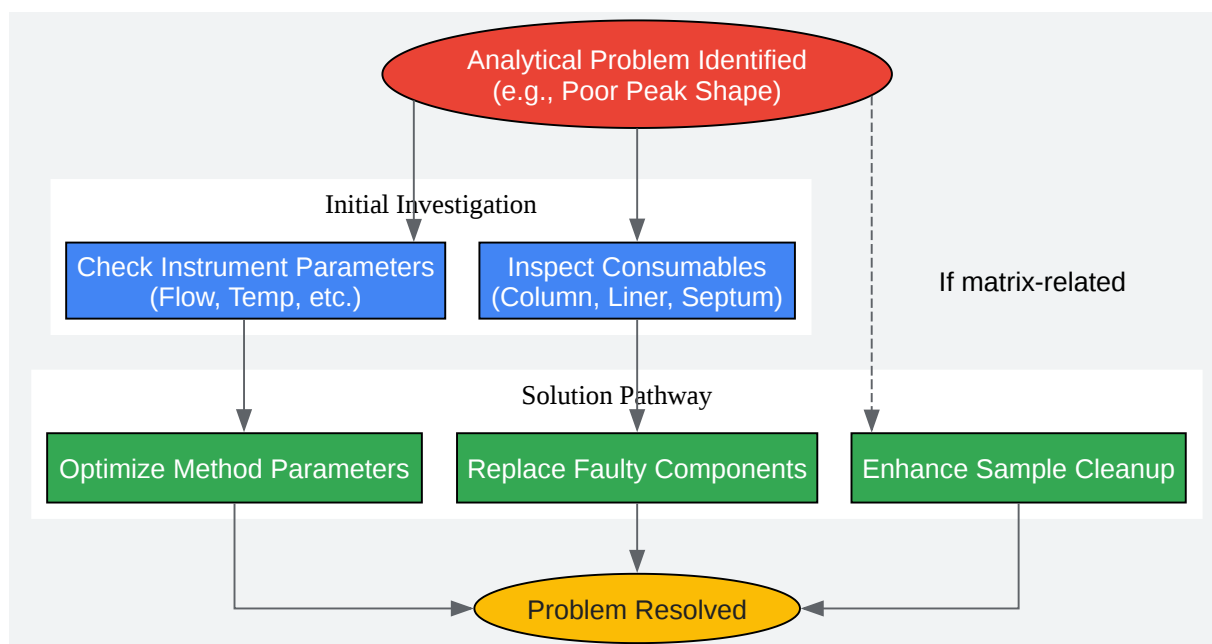 Analytical Problem Identified
(e.g., Poor Peak Shape)
Initial Investigation
Check Instrument Parameters
(Flow, Temp, etc.)
Inspect Consumables
(Column, Liner, Septum)
If matrix-related
Solution Pathway
Optimize Method Parameters
Replace Faulty Components
Enhance Sample Cleanup
Problem Resolved